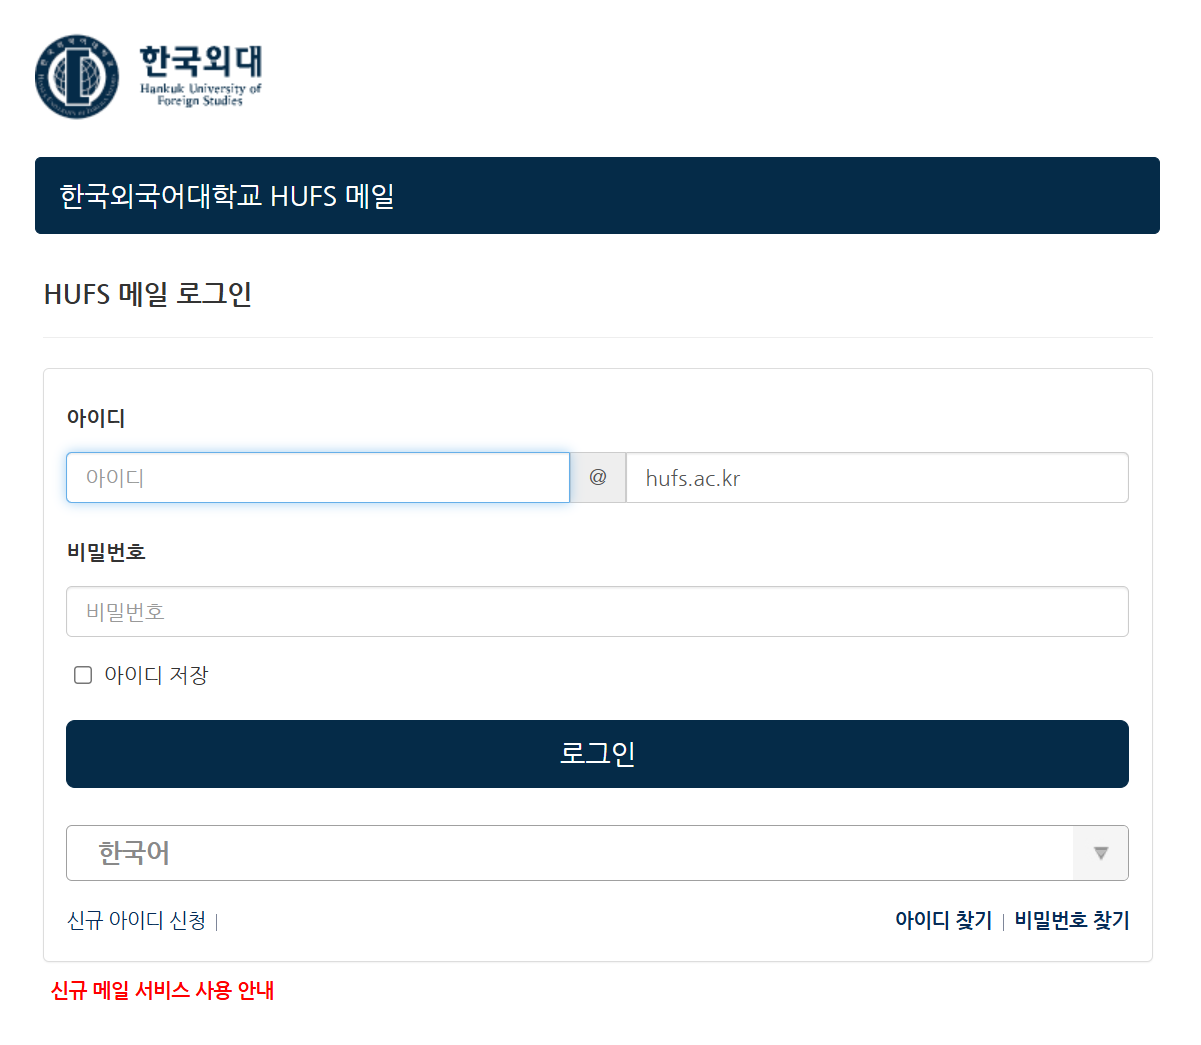 한국외대
Hankuk University of
Foreign Studies
한국외국어대학교 HUFS 메일
HUFS 메일 로그인
아이디
아이디 @ hufs.ac.kr
비밀번호
비밀번호
아이디 저장
로그인
한국어
신규 아이디 신청 | 아이디 찾기 | 비밀번호 찾기
신규 메일 서비스 사용 안내